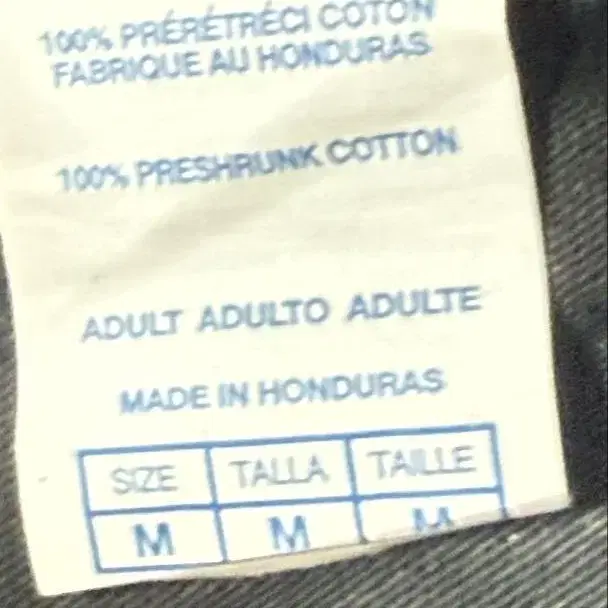 100% PRÉRÉTRÉCI COTON
FABRIQUE AU HONDURAS
100% PRESHRUNK COTTON
ADULT ADULTO ADULTE
MADE IN HONDURAS
SIZE TALLA TAILLE
M M M